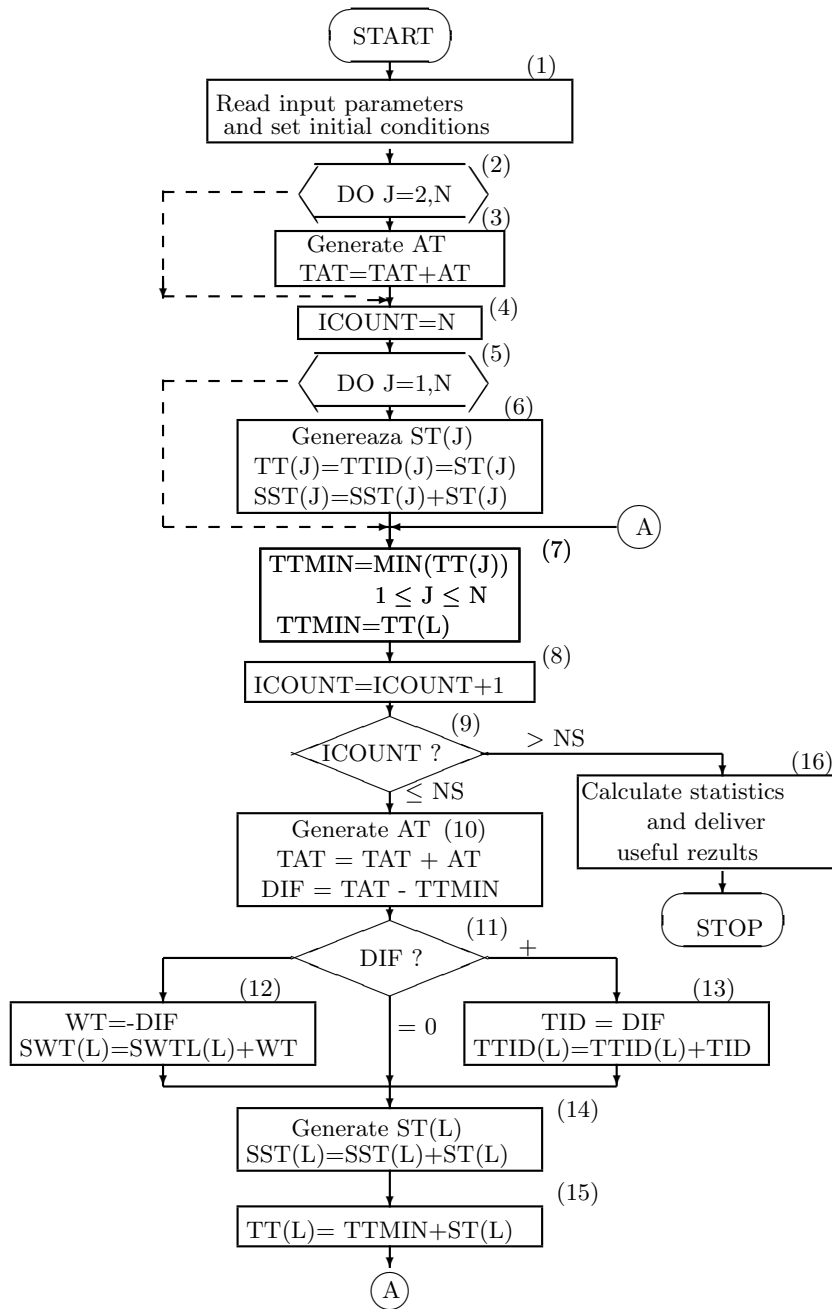 START
(1)
Read input parameters
and set initial conditions
(2)
DO J=2,N
(3)
Generate AT
TAT=TAT+AT
(4)
ICOUNT=N
(5)
DO J=1,N
(6)
Genereaza ST(J)
TT(J)=TTID(J)=ST(J)
SST(J)=SST(J)+ST(J)
A
(7)
TTMIN=MIN(TT(J))
1 ≤ J ≤ N
TTMIN=TT(L)
(8)
ICOUNT=ICOUNT+1
(9)
ICOUNT ?
> NS
≤ NS
(16)
Calculate statistics
and deliver
useful rezults
STOP
Generate AT (10)
TAT = TAT + AT
DIF = TAT - TTMIN
(11)
DIF ?
+
(12)
WT=-DIF
SWT(L)=SWTL(L)+WT
= 0
(13)
TID = DIF
TTID(L)=TTID(L)+TID
(14)
Generate ST(L)
SST(L)=SST(L)+ST(L)
(15)
TT(L)= TTMIN+ST(L)
A